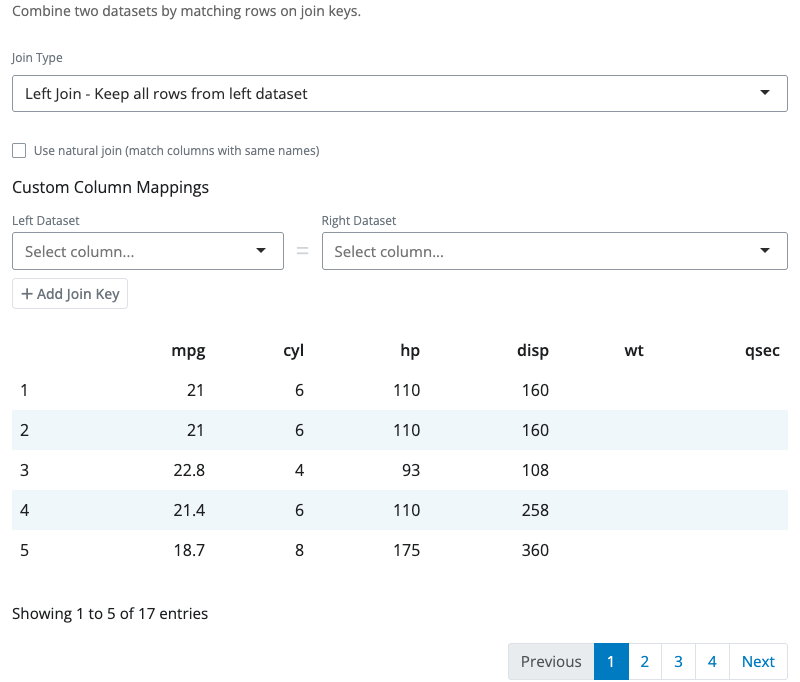 Combine two datasets by matching rows on join keys.
Join Type
Left Join - Keep all rows from left dataset
Use natural join (match columns with same names)
Custom Column Mappings
Left Dataset Right Dataset
Select column... = Select column...
+ Add Join Key
mpg cyl hp disp wt qsec
1 21 6 110 160
2 21 6 110 160
3 22.8 4 93 108
4 21.4 6 110 258
5 18.7 8 175 360
Showing 1 to 5 of 17 entries
Previous 1 2 3 4 Next